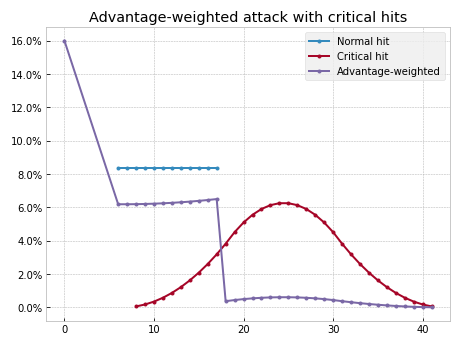 Advantage-weighted attack with critical hits
Normal hit
Critical hit
Advantage-weighted
16.0%
14.0%
12.0%
10.0%
8.0%
6.0%
4.0%
2.0%
0.0%
0 10 20 30 40